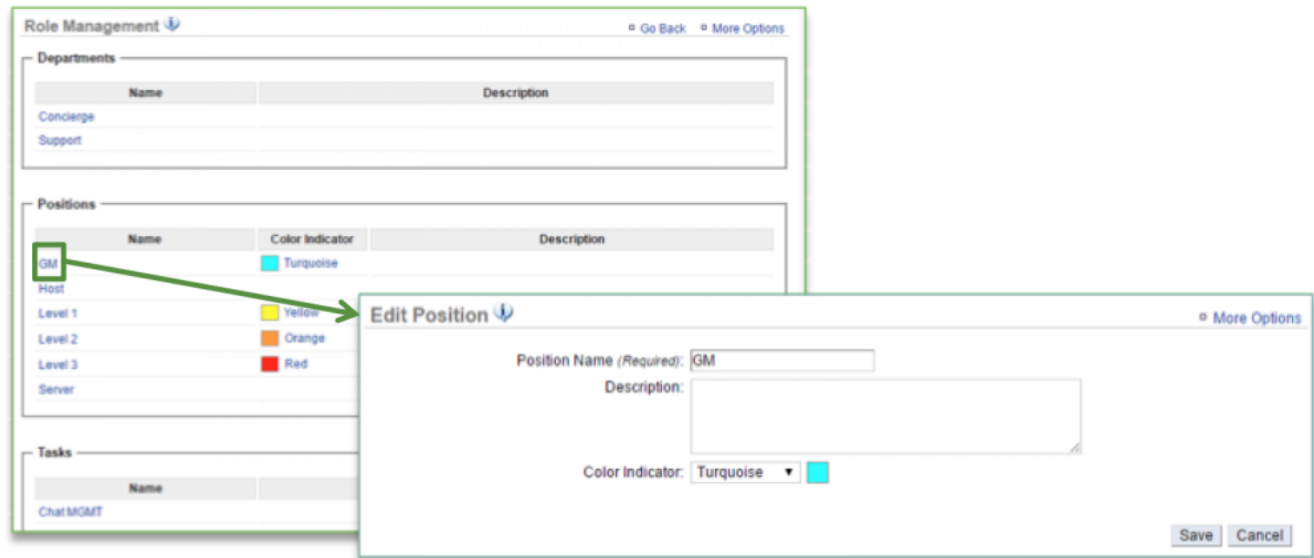 Role Management
Go Back More Options
Departments
Name Description
Concierge
Support
Positions
Name Color Indicator Description
GM Turquoise
Host
Level 1 Yellow
Level 2 Orange
Level 3 Red
Server
Tasks
Name
Chat MGMT
Edit Position
More Options
Position Name (Required): GM
Description:
Color Indicator: Turquoise
Save Cancel